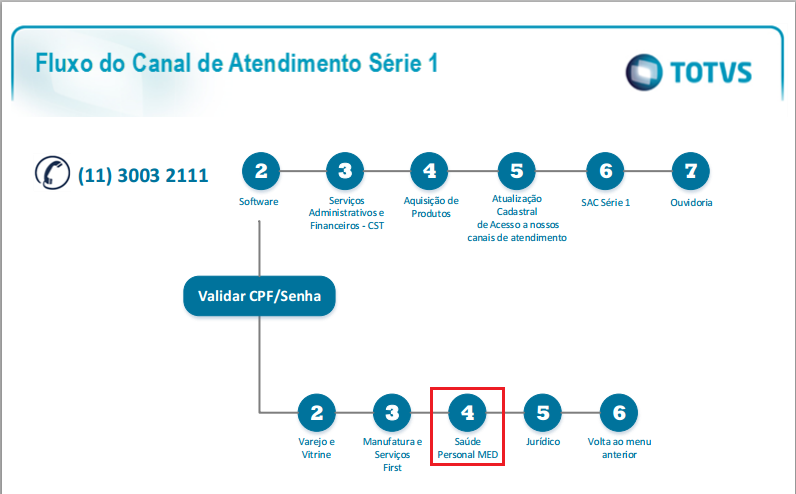 Fluxo do Canal de Atendimento Série 1
TOTVS
(11) 3003 2111
2
Software
3
Serviços
Administrativos e
Financeiros - CST
4
Aquisição de
Produtos
5
Atualização
Cadastral
de Acesso a nossos
canais de atendimento
6
SAC Série 1
7
Ouvidoria
Validar CPF/Senha
2
Varejo e
Vitrine
3
Manufatura e
Serviços
First
4
Saúde
Personal MED
5
Jurídico
6
Volta ao menu
anterior